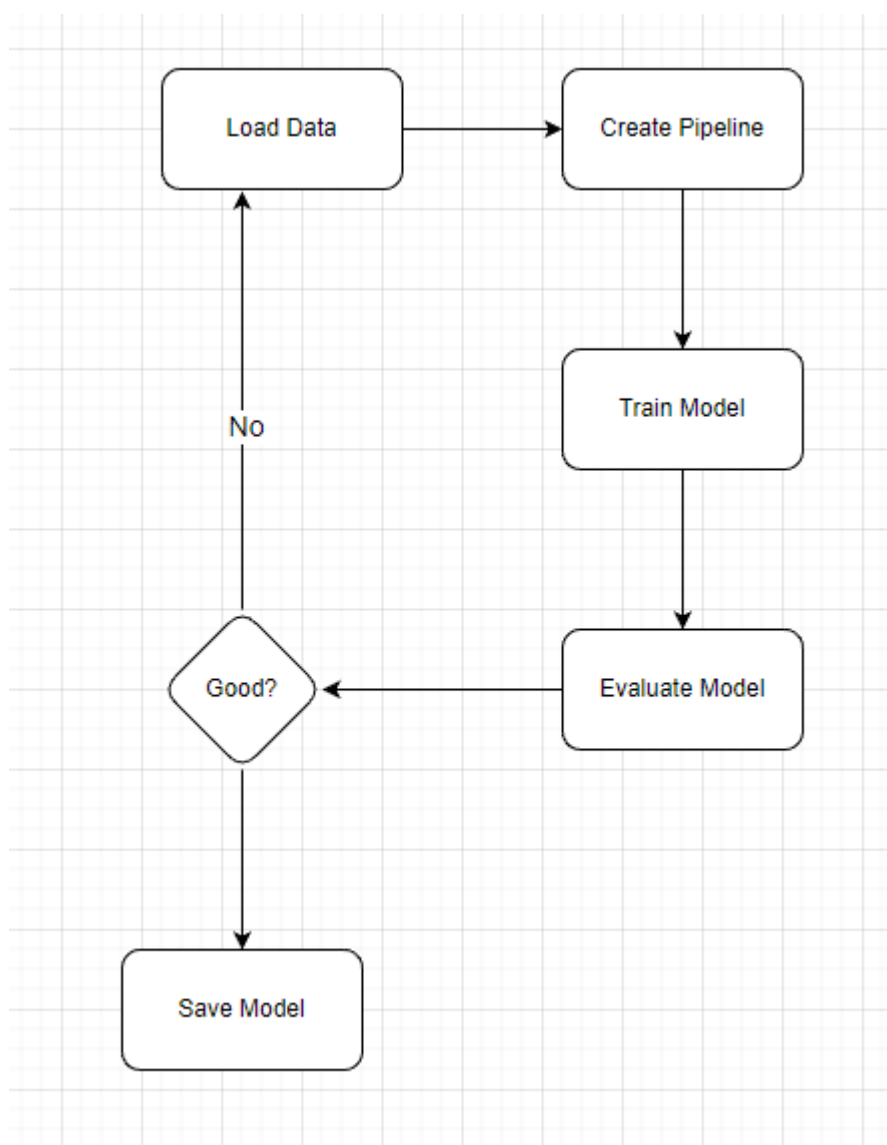 Load Data
Create Pipeline
Train Model
No
Good?
Evaluate Model
Save Model